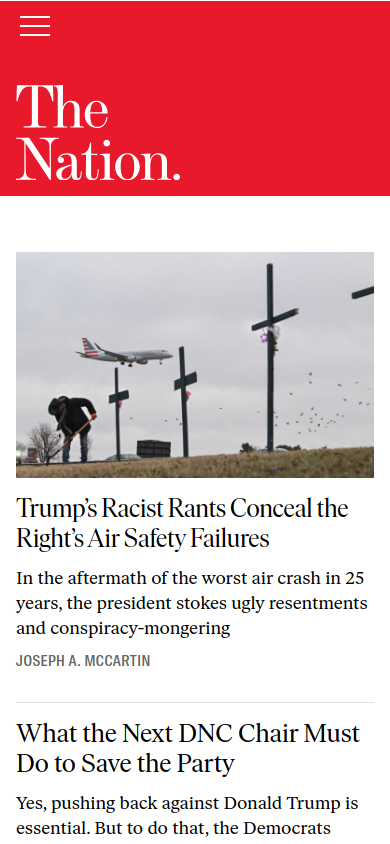 The
Nation.
Trump's Racist Rants Conceal the
Right's Air Safety Failures
In the aftermath of the worst air crash in 25
years, the president stokes ugly resentments
and conspiracy-mongering
JOSEPH A. MCCARTIN
What the Next DNC Chair Must
Do to Save the Party
Yes, pushing back against Donald Trump is
essential. But to do that, the Democrats